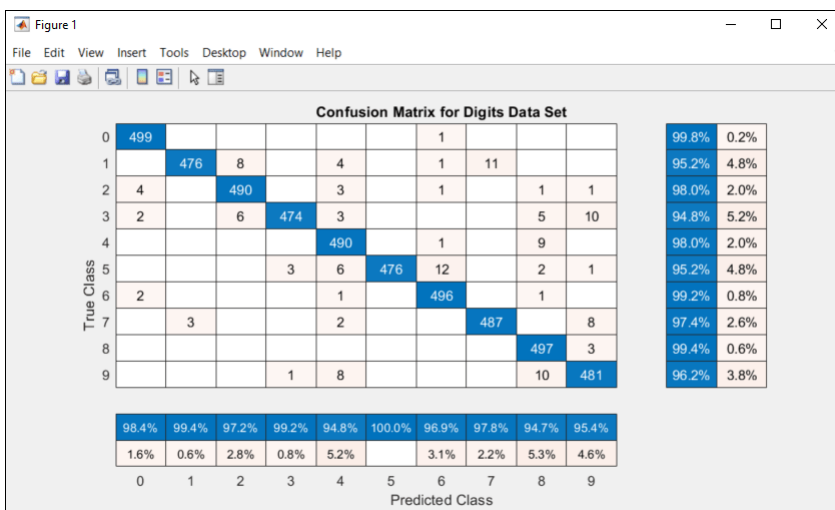 Figure 1
File Edit View Insert Tools Desktop Window Help
Confusion Matrix for Digits Data Set
True Class
0 499 1 99.8% 0.2%
1 476 8 4 1 11 95.2% 4.8%
2 4 490 3 1 1 1 98.0% 2.0%
3 2 6 474 3 5 10 94.8% 5.2%
4 490 1 9 98.0% 2.0%
5 3 6 476 12 2 1 95.2% 4.8%
6 2 1 496 1 99.2% 0.8%
7 3 2 487 8 97.4% 2.6%
8 497 3 99.4% 0.6%
9 1 8 10 481 96.2% 3.8%
98.4% 99.4% 97.2% 99.2% 94.8% 100.0% 96.9% 97.8% 94.7% 95.4%
1.6% 0.6% 2.8% 0.8% 5.2% 3.1% 2.2% 5.3% 4.6%
0 1 2 3 4 5 6 7 8 9
Predicted Class